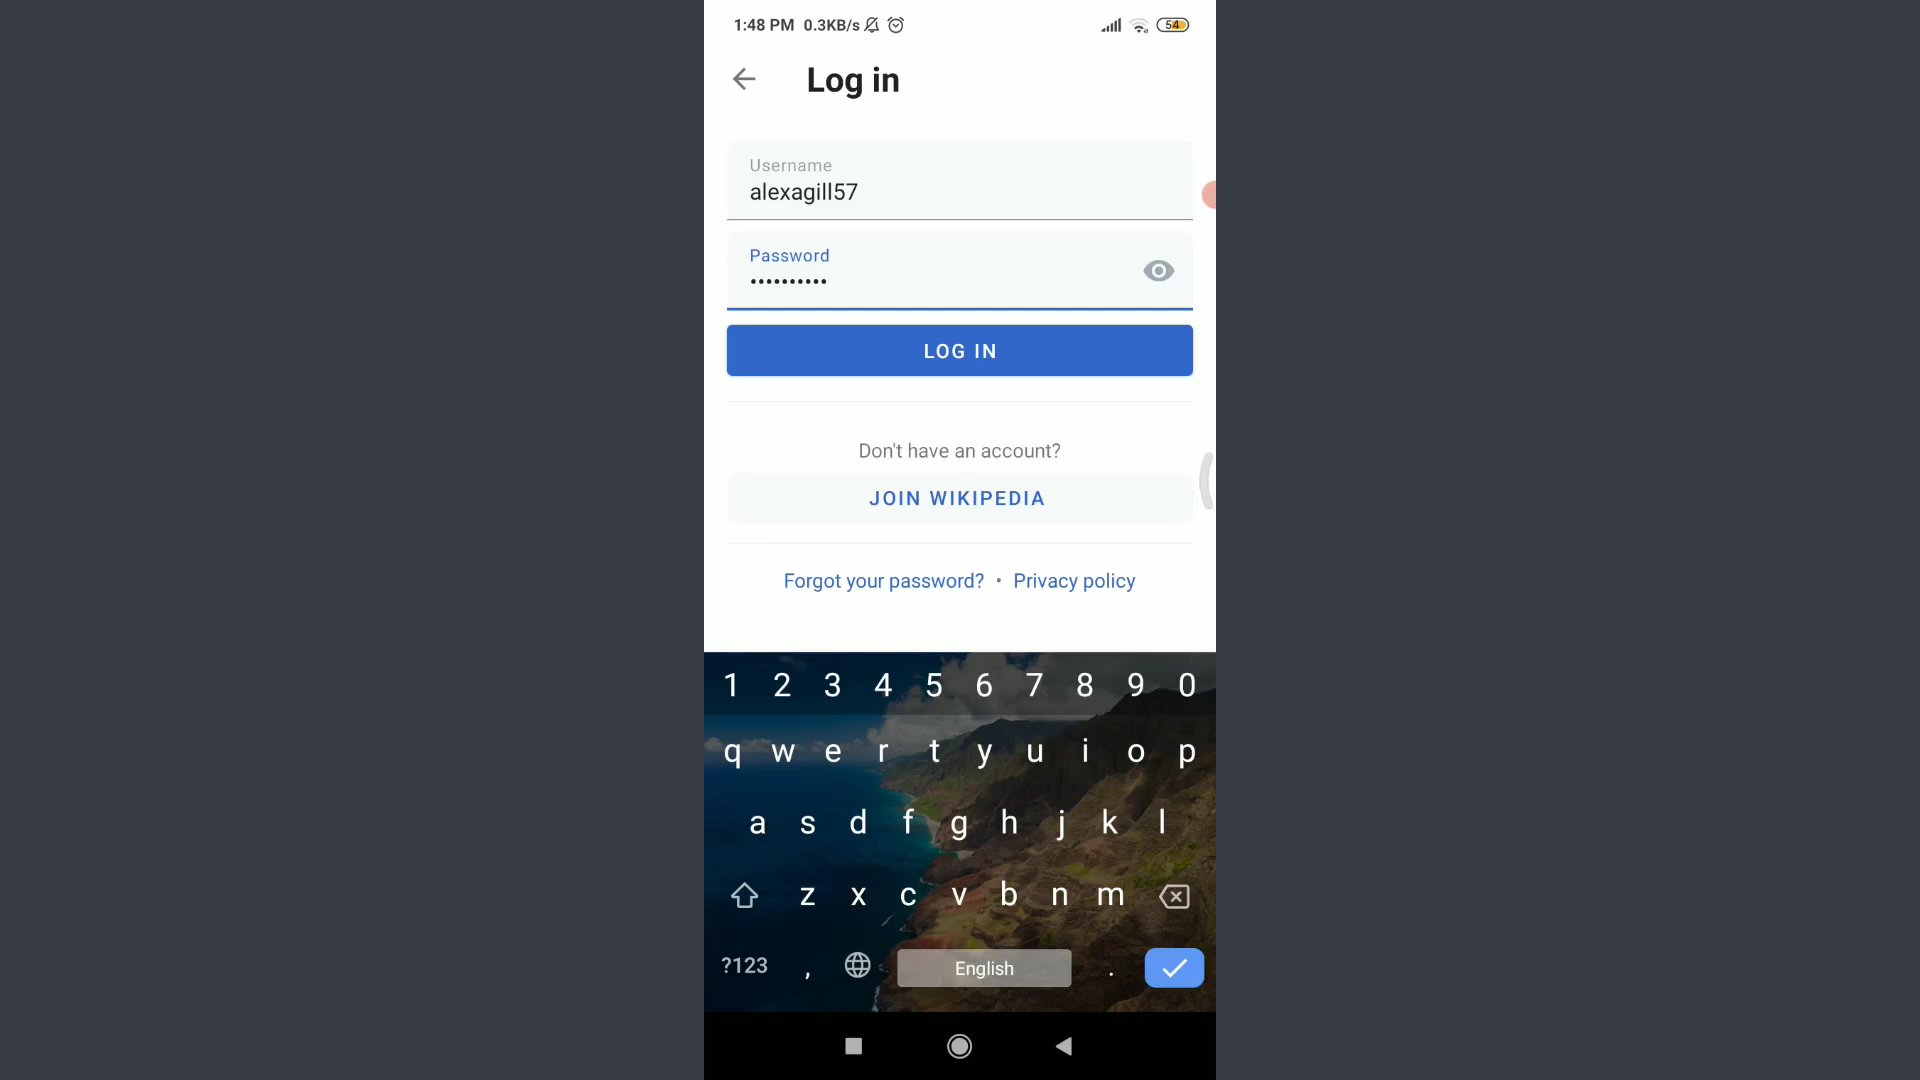 1:48 PM 0.3KB/s 54
Log in
Username
alexagill57
Password
••••••••••
LOG IN
Don't have an account?
JOIN WIKIPEDIA
Forgot your password? • Privacy policy
1 2 3 4 5 6 7 8 9 0
q w e r t y u i o p
a s d f g h j k l
z x c v b n m
?123 , English .